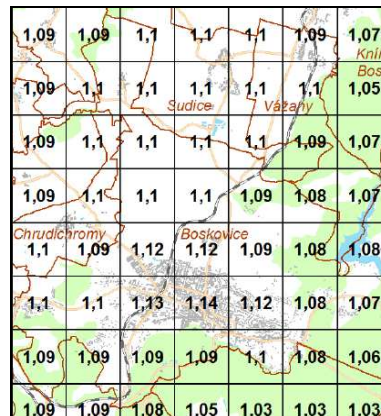 1,09 1,09 1,1 1,1 1,1 1,09 1,07
Kní
Bos
1,09 1,1 1,1 1,1 1,1 1,1 1,05
Sudice Vážany
1,09 1,1 1,1 1,1 1,1 1,09 1,07
1,09 1,1 1,1 1,1 1,09 1,08 1,07
Chrudichromy Boskovice
1,1 1,09 1,12 1,12 1,09 1,08 1,08
1,1 1,1 1,13 1,14 1,12 1,08 1,07
1,09 1,09 1,09 1,09 1,1 1,08 1,06
1,09 1,09 1,08 1,05 1,03 1,03